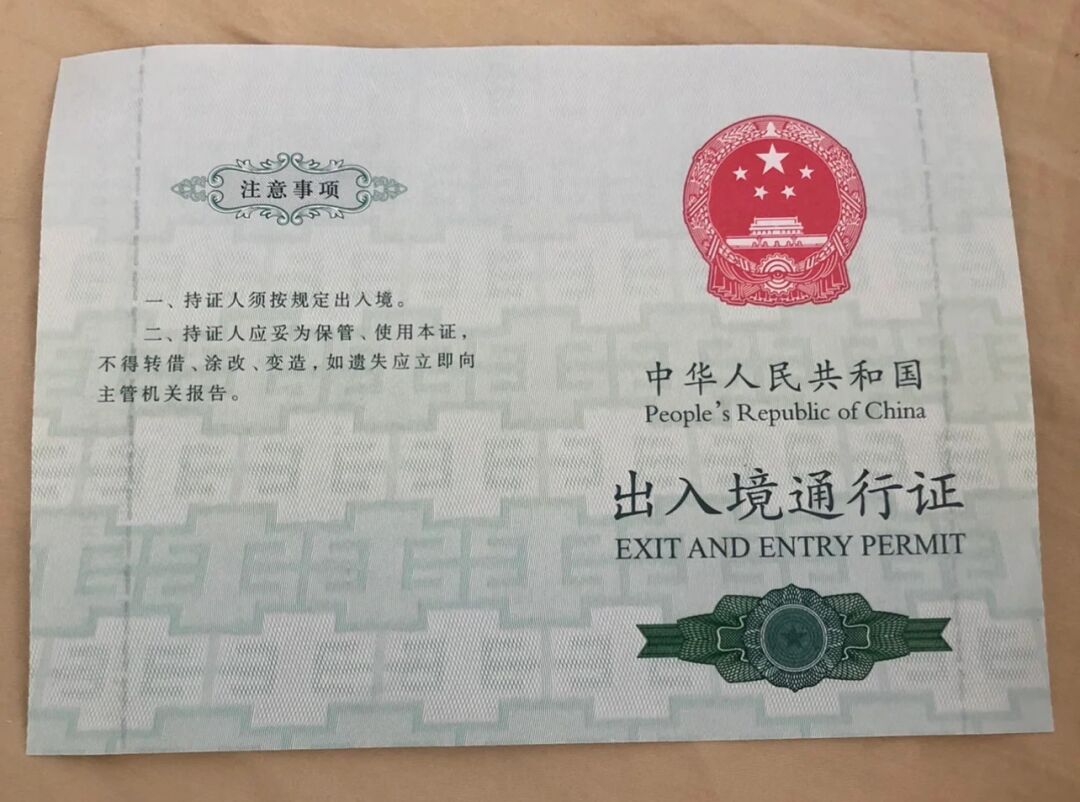 注意事项
一、持证人须按规定出入境。
二、持证人应妥为保管、使用本证，
不得转借、涂改、变造，如遗失应立即向
主管机关报告。
中华人民共和国
People's Republic of China
出入境通行证
EXIT AND ENTRY PERMIT